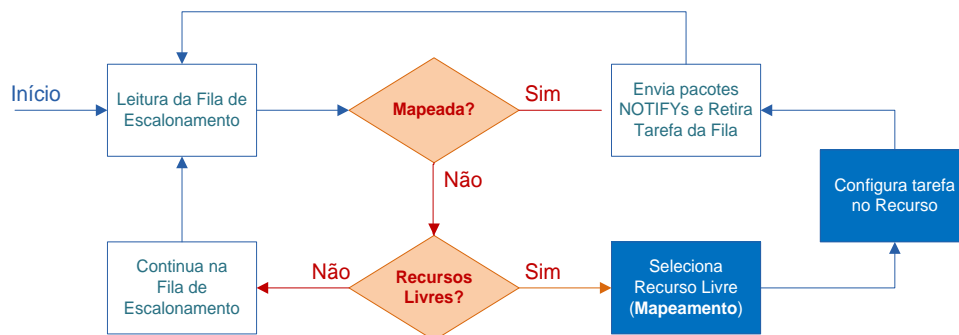 Início
Leitura da Fila de
Escalonamento
Mapeada?
Sim
Envia pacotes
NOTIFYs e Retira
Tarefa da Fila
Não
Configura tarefa
no Recurso
Continua na
Fila de
Escalonamento
Não
Recursos
Livres?
Sim
Seleciona
Recurso Livre
(Mapeamento)